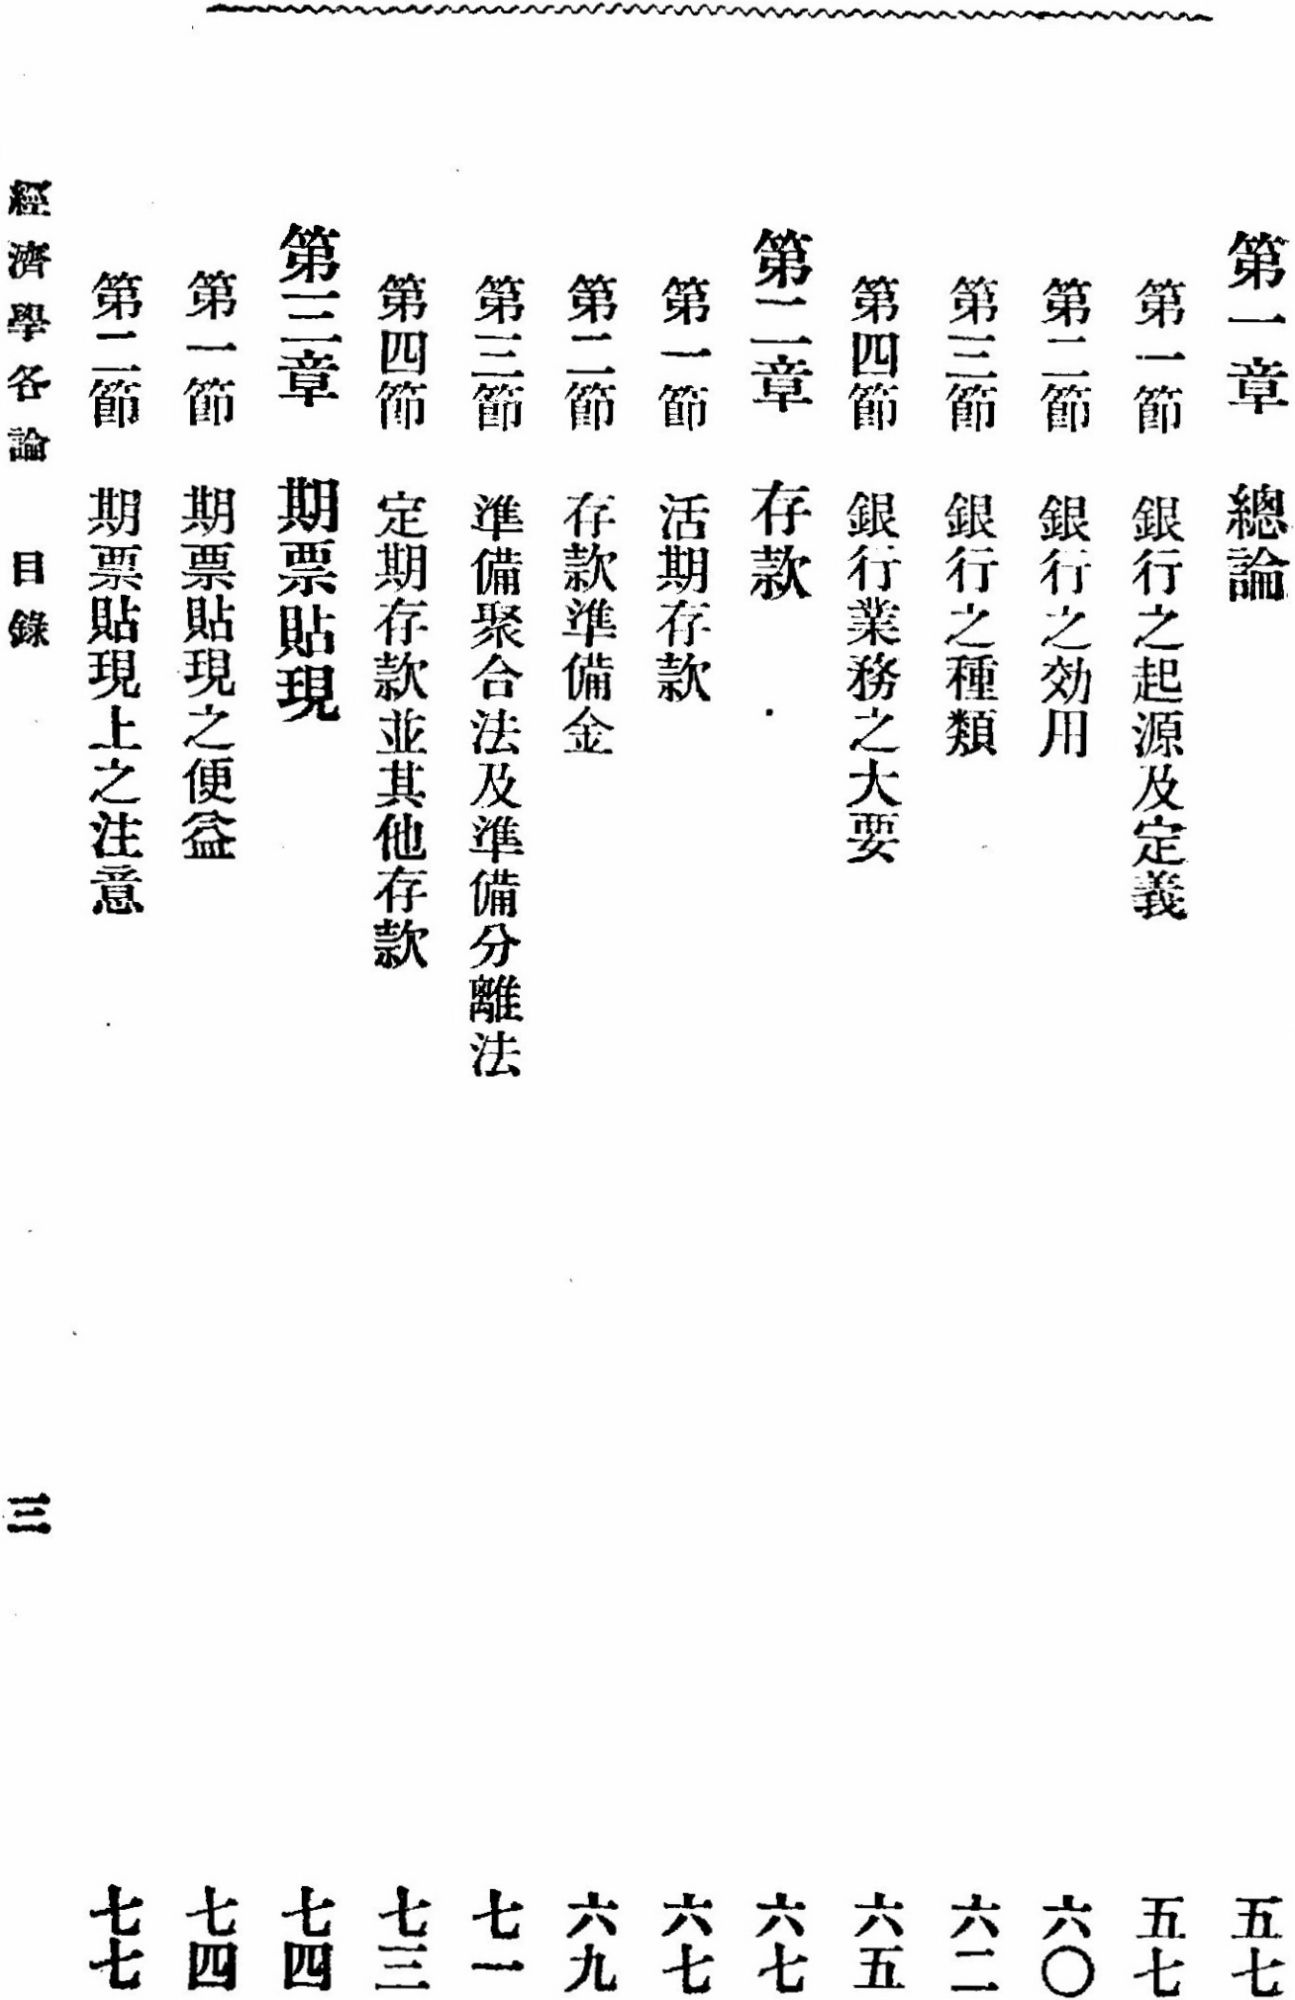 第一章　總論　五七
第一節　銀行之起源及定義　五七
第二節　銀行之効用　六〇
第三節　銀行之種類　六二
第四節　銀行業務之大要　六五
第二章　存款　六七
第一節　活期存款　六七
第二節　存款準備金　六九
第三節　準備聚合法及準備分離法　七一
第四節　定期存款並其他存款　七三
第三章　期票貼現　七四
第一節　期票貼現之便益　七四
第二節　期票貼現上之注意　七七
經濟學各論　目錄　三